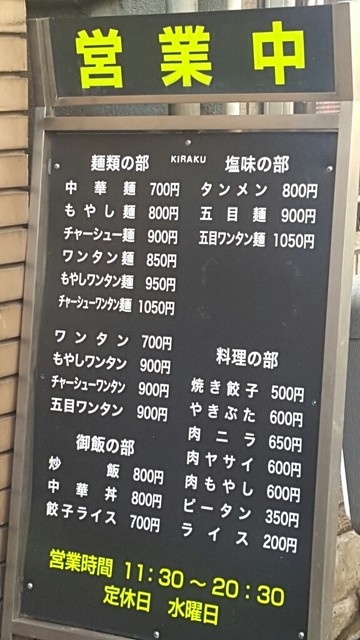 営業中
KIRAKU
麺類の部
中華麺 700円
もやし麺 800円
チャーシュー麺 900円
ワンタン麺 850円
もやしワンタン麺 950円
チャーシューワンタン麺 1050円
ワンタン 700円
もやしワンタン 900円
チャーシューワンタン 900円
五目ワンタン 900円
御飯の部
炒飯 800円
中華丼 800円
餃子ライス 700円
塩味の部
タンメン 800円
五目麺 900円
五目ワンタン麺 1050円
料理の部
焼き餃子 500円
やきぶた 600円
肉ニラ 650円
肉ヤサイ 600円
肉もやし 600円
ピータン 350円
ライス 200円
営業時間 11:30〜20:30
定休日 水曜日